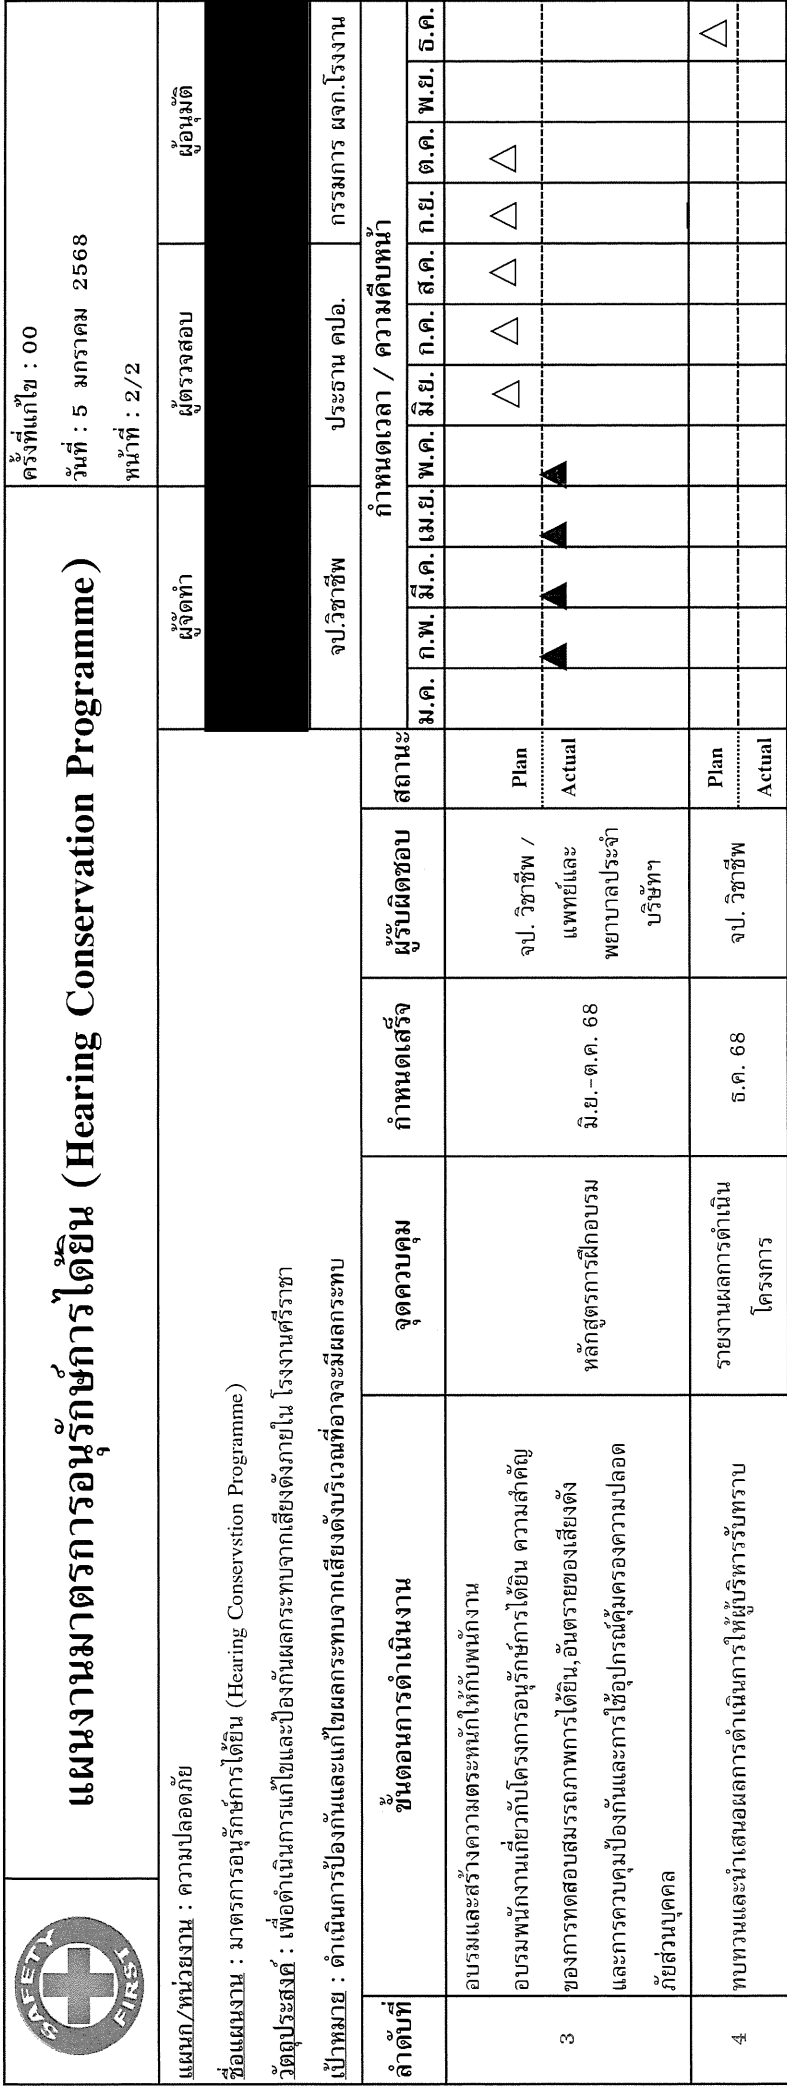 SAFETY FIRST
แผนงานมาตรการอนุรักษ์การได้ยิน (Hearing Conservation Programme)
ครั้งที่แก้ไข : 00
วันที่ : 5 มกราคม 2568
หน้าที่ : 2/2
แผนก/หน่วยงาน : ความปลอดภัย
ชื่อแผนงาน : มาตรการอนุรักษ์การได้ยิน (Hearing Conservstion Programme)
วัตถุประสงค์ : เพื่อดำเนินการแก้ไขและป้องกันผลกระทบจากเสียงดังภายใน โรงงานศรีราชา
เป้าหมาย : ดำเนินการป้องกันและแก้ไขผลกระทบจากเสียงดังบริเวณที่อาจจะมีผลกระทบ
ผู้จัดทำ ผู้ตรวจสอบ ผู้อนุมัติ
จป.วิชาชีพ ประธาน คปอ. กรรมการ ผจก.โรงงาน
ลำดับที่ ขั้นตอนการดำเนินงาน จุดควบคุม กำหนดเสร็จ ผู้รับผิดชอบ สถานะ กำหนดเวลา / ความคืบหน้า
ม.ค. ก.พ. มี.ค. เม.ย. พ.ค. มิ.ย. ก.ค. ส.ค. ก.ย. ต.ค. พ.ย. ธ.ค.
3
อบรมและสร้างความตระหนักให้กับพนักงาน
อบรมพนักงานเกี่ยวกับโครงการอนุรักษ์การได้ยิน ความสำคัญ
ของการทดสอบสมรรถภาพการได้ยิน,อันตรายของเสียงดัง
และการควบคุมป้องกันและการใช้อุปกรณ์คุ้มครองความปลอด
ภัยส่วนบุคคล
หลักสูตรการฝึกอบรม
มิ.ย.-ต.ค. 68
จป. วิชาชีพ /
แพทย์และ
พยาบาลประจำ
บริษัทฯ
Plan
Actual
4
ทบทวนและนำเสนอผลการดำเนินการให้ผู้บริหารรับทราบ
รายงานผลการดำเนิน
โครงการ
ธ.ค. 68
จป. วิชาชีพ
Plan
Actual